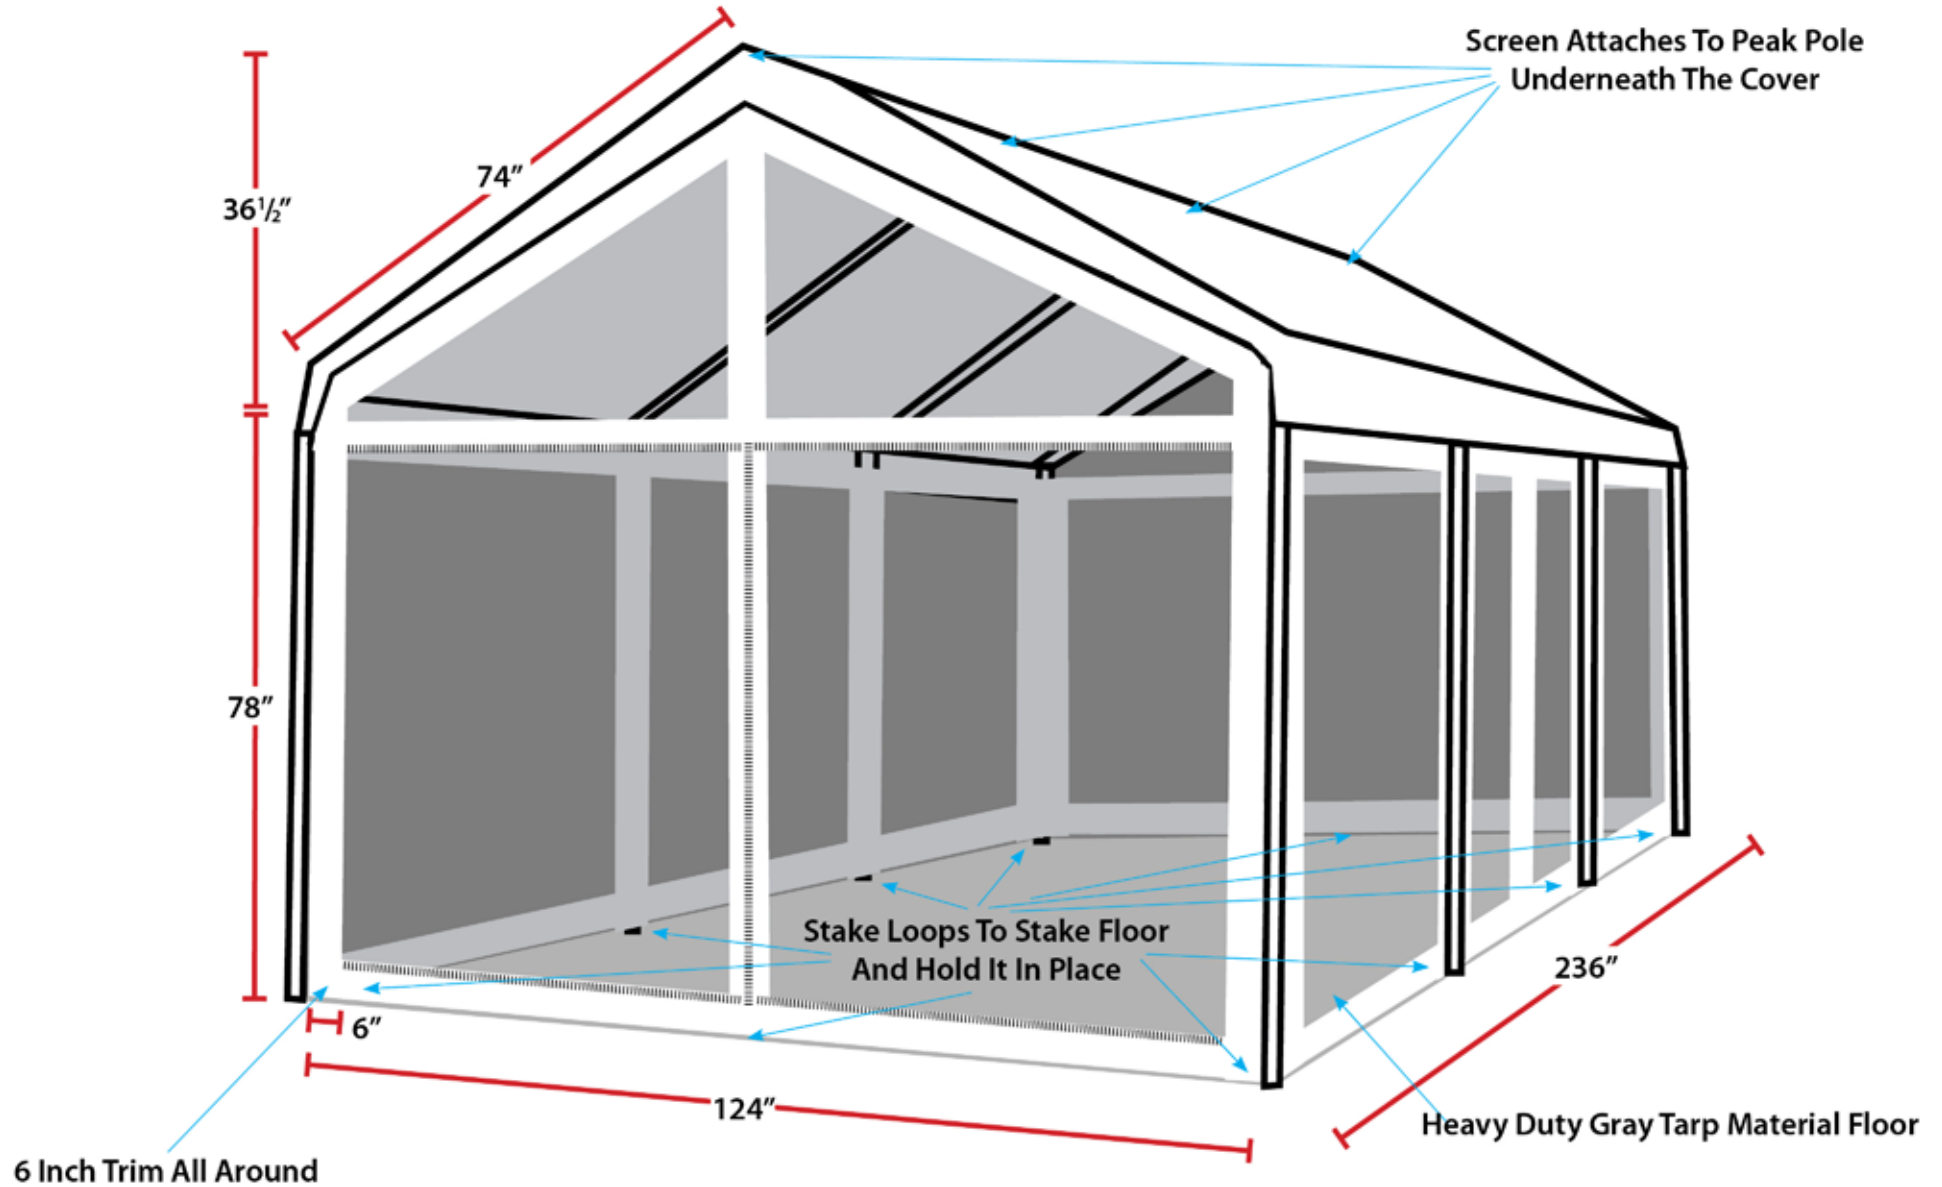 Screen Attaches To Peak Pole
Underneath The Cover
74”
36½”
78”
Stake Loops To Stake Floor
And Hold It In Place
236”
6”
124”
Heavy Duty Gray Tarp Material Floor
6 Inch Trim All Around